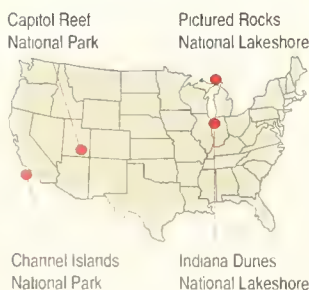 Capitol Reef
National Park
Pictured Rocks
National Lakeshore
Channel Islands
National Park
Indiana Dunes
National Lakeshore